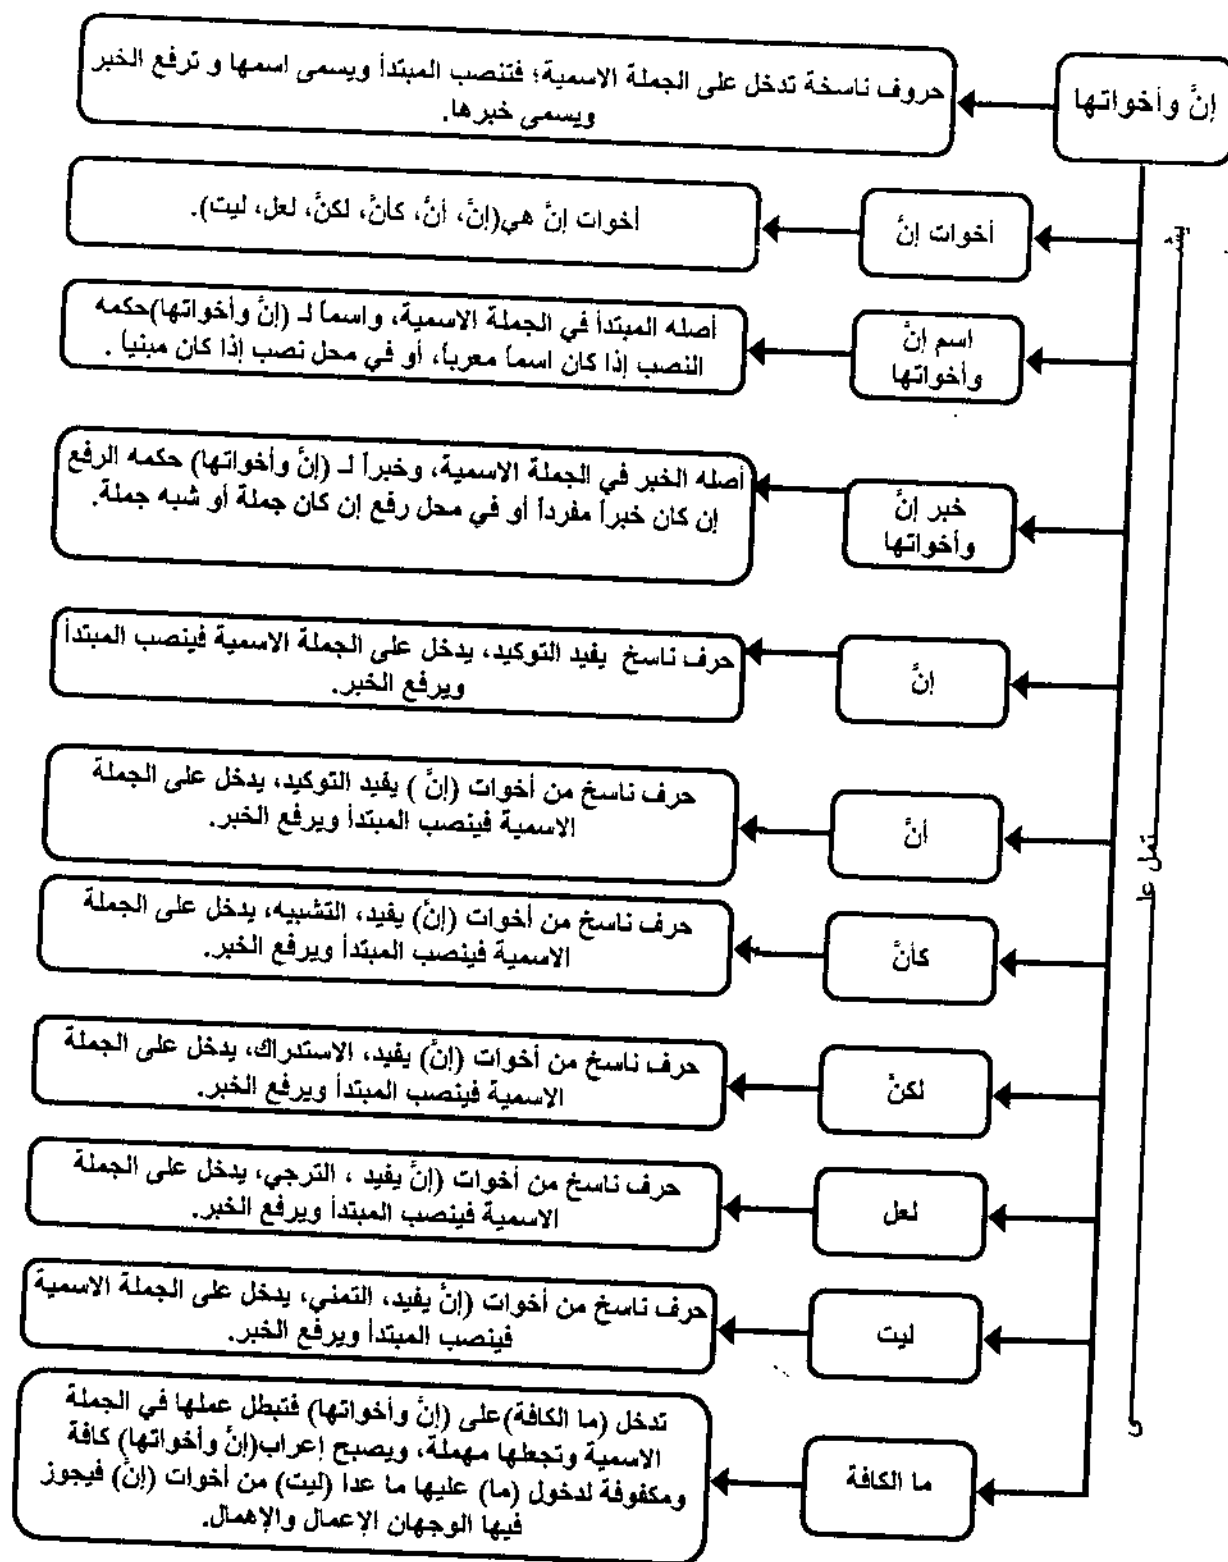 إنَّ وأخواتها
حروف ناسخة تدخل على الجملة الاسمية؛ فتنصب المبتدأ ويسمى اسمها و ترفع الخبر
ويسمى خبرها.
أخوات إنَّ
أخوات إنَّ هي(إنَّ، أنَّ، كأنَّ، لكنَّ، لعل، ليت).
اسم إنَّ
وأخواتها
أصله المبتدأ في الجملة الاسمية، واسماً لـ (إنَّ وأخواتها)حكمه
النصب إذا كان اسماً معرباً، أو في محل نصب إذا كان مبنياً .
خبر إنَّ
وأخواتها
أصله الخبر في الجملة الاسمية، وخبراً لـ (إنَّ وأخواتها) حكمه الرفع
إن كان خبراً مفرداً أو في محل رفع إن كان جملة أو شبه جملة.
إنَّ
حرف ناسخ يفيد التوكيد، يدخل على الجملة الاسمية فينصب المبتدأ
ويرفع الخبر.
أنَّ
حرف ناسخ من أخوات (إنَّ ) يفيد التوكيد، يدخل على الجملة
الاسمية فينصب المبتدأ ويرفع الخبر.
كأنَّ
حرف ناسخ من أخوات (إنَّ) يفيد، التشبيه، يدخل على الجملة
الاسمية فينصب المبتدأ ويرفع الخبر.
لكنَّ
حرف ناسخ من أخوات (إنَّ) يفيد، الاستدراك، يدخل على الجملة
الاسمية فينصب المبتدأ ويرفع الخبر.
لعل
حرف ناسخ من أخوات (إنَّ يفيد ، الترجي، يدخل على الجملة
الاسمية فينصب المبتدأ ويرفع الخبر.
ليت
حرف ناسخ من أخوات (إنَّ يفيد، التمني، يدخل على الجملة الاسمية
فينصب المبتدأ ويرفع الخبر.
ما الكافة
تدخل (ما الكافة)على (إنَّ وأخواتها) فتبطل عملها في الجملة
الاسمية وتجعلها مهملة، ويصبح إعراب(إنَّ وأخواتها) كافة
ومكفوفة لدخول (ما) عليها ما عدا (ليت) من أخوات (إنَّ) فيجوز
فيها الوجهان الإعمال والإهمال.
يشـــتمل علـــى